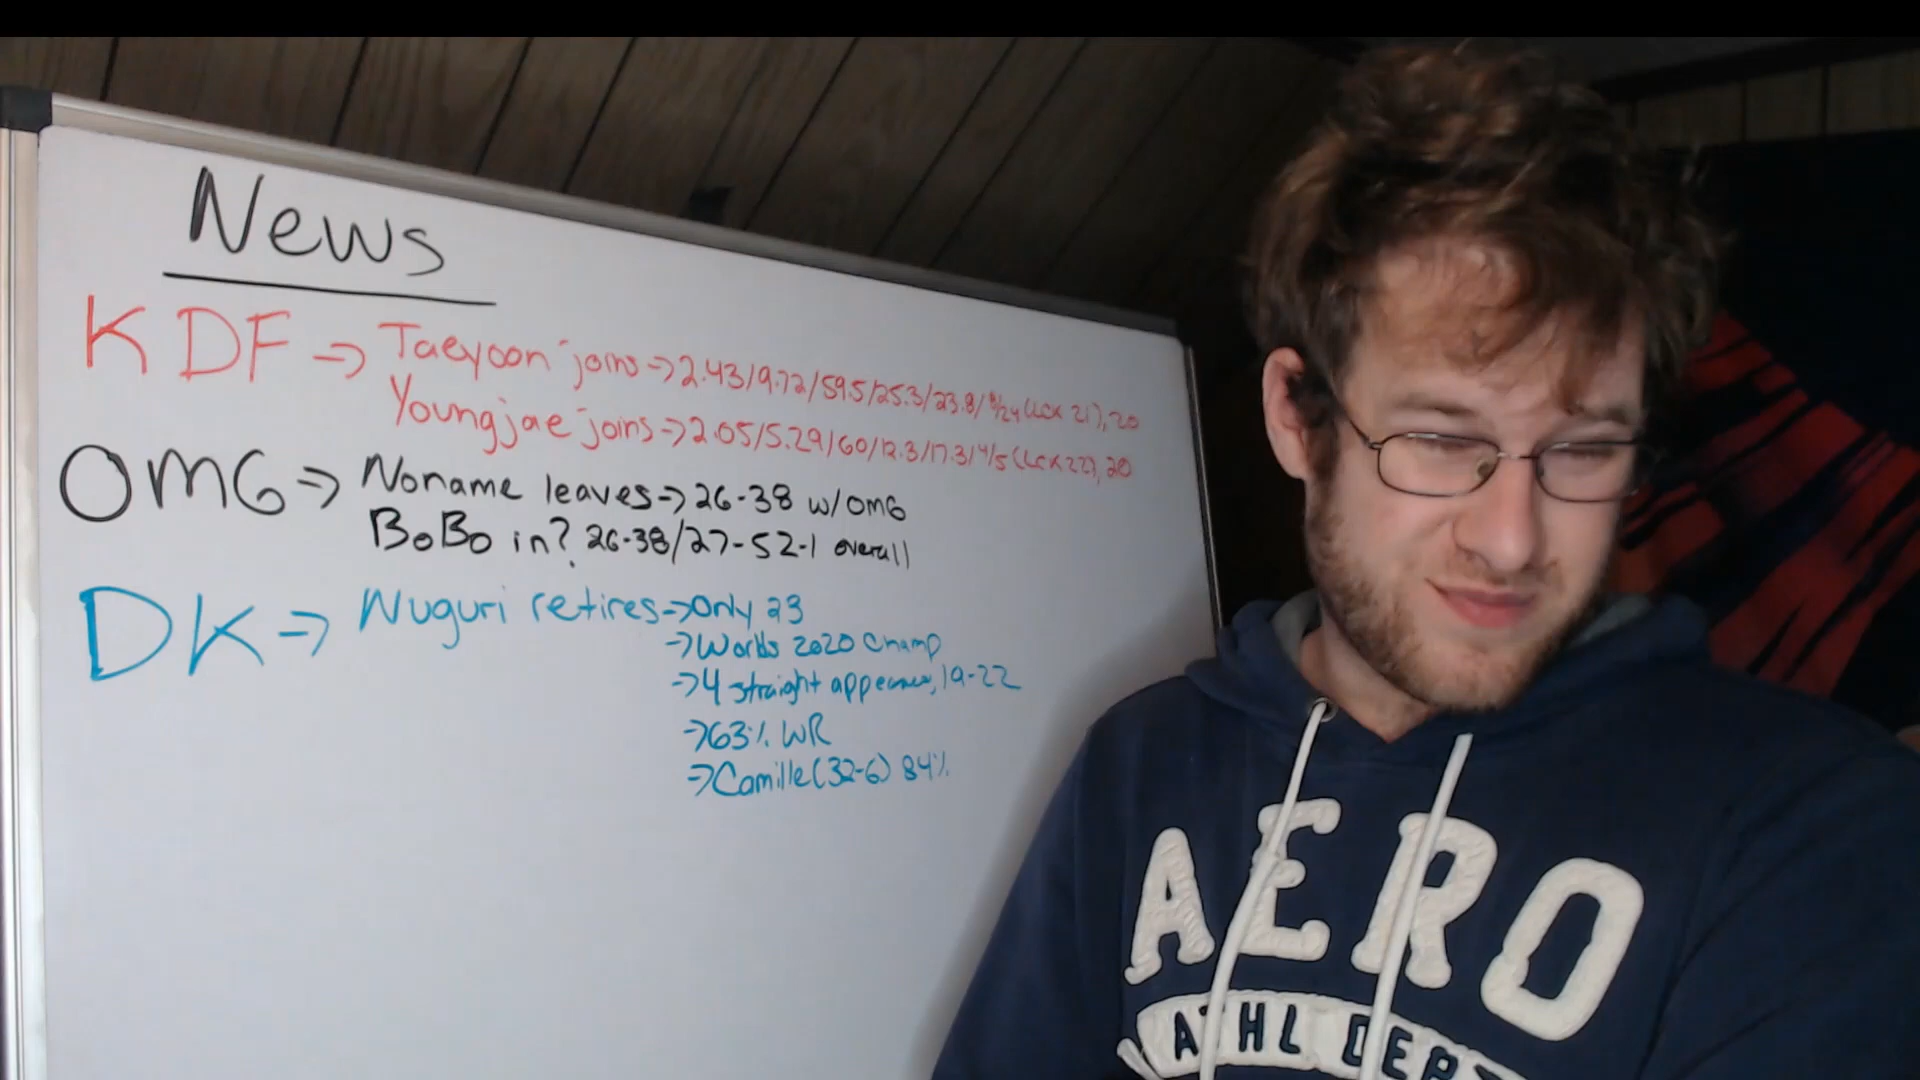 News
KDF → Taeyoon joins → 2.43/9.72/59.5/25.3/23.8/8/24 (LCK 21), 20
Youngjae joins → 2.05/5.29/60/12.3/17.3/4/5 (LCK 22), 20
OMG → Noname leaves → 26-38 w/OMG
BoBo in? 26-38/27-52-1 overall
DK → Nuguri retires → Only 23
→ Worlds 2020 Champ
→ 4 straight appearances, 19-22
→ 63% WR
→ Camille (32-6) 84%
AERO
ATHL DEPT